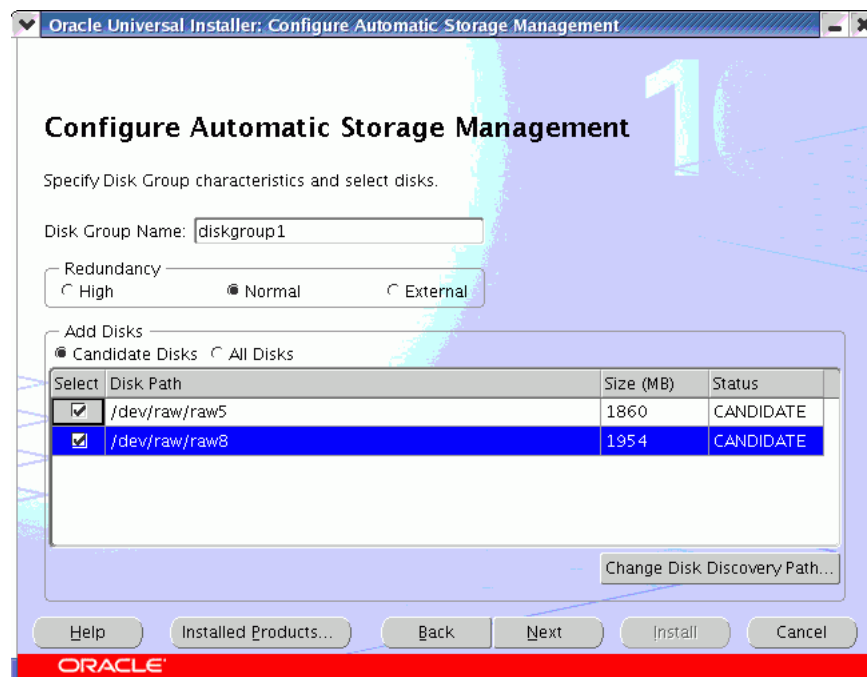 Oracle Universal Installer: Configure Automatic Storage Management
10
Configure Automatic Storage Management
Specify Disk Group characteristics and select disks.
Disk Group Name: diskgroup1
Redundancy
High Normal External
Add Disks
Candidate Disks All Disks
Select Disk Path Size (MB) Status
/dev/raw/raw5 1860 CANDIDATE
/dev/raw/raw8 1954 CANDIDATE
Change Disk Discovery Path...
Help Installed Products... Back Next Install Cancel
ORACLE